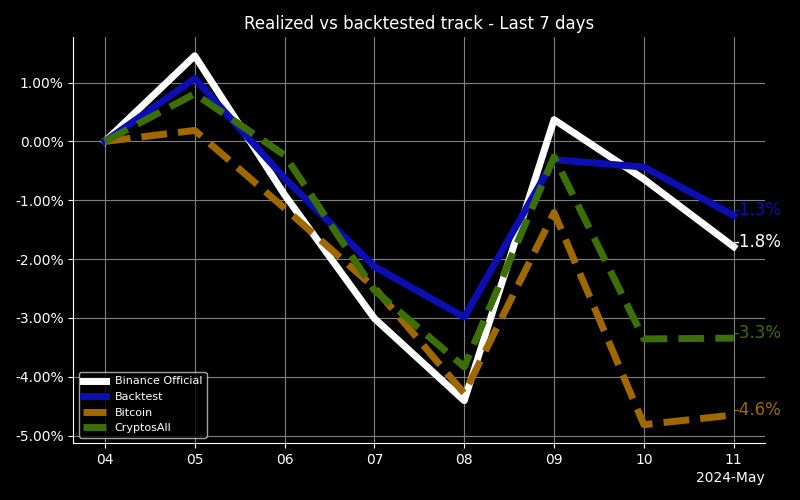 Realized vs backtested track - Last 7 days
1.00%
0.00%
-1.00%
-2.00%
-3.00%
-4.00%
-5.00%
-1.3%
-1.8%
-3.3%
-4.6%
Binance Official
Backtest
Bitcoin
CryptosAll
04 05 06 07 08 09 10 11
2024-May